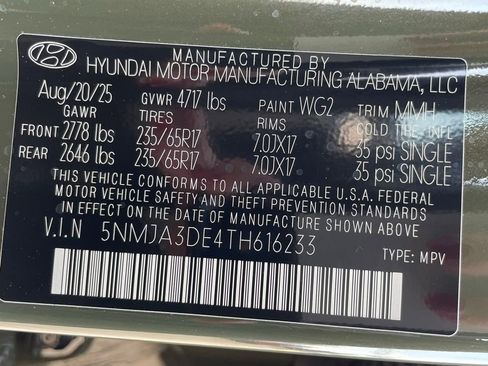 MANUFACTURED BY
HYUNDAI MOTOR MANUFACTURING ALABAMA, LLC
Aug/20/25 GVWR 4717 lbs PAINT WG2 TRIM MMH
GAWR TIRES RIMS COLD TIRE INFL
FRONT 2778 lbs 235/65R17 7.0JX17 35 psi SINGLE
REAR 2646 lbs 235/65R17 7.0JX17 35 psi SINGLE
THIS VEHICLE CONFORMS TO ALL APPLICABLE U.S.A. FEDERAL
MOTOR VEHICLE SAFETY AND THEFT PREVENTION STANDARDS
IN EFFECT ON THE DATE OF MANUFACTURE SHOWN ABOVE.
V.I.N 5NMJA3DE4TH616233 TYPE: MPV